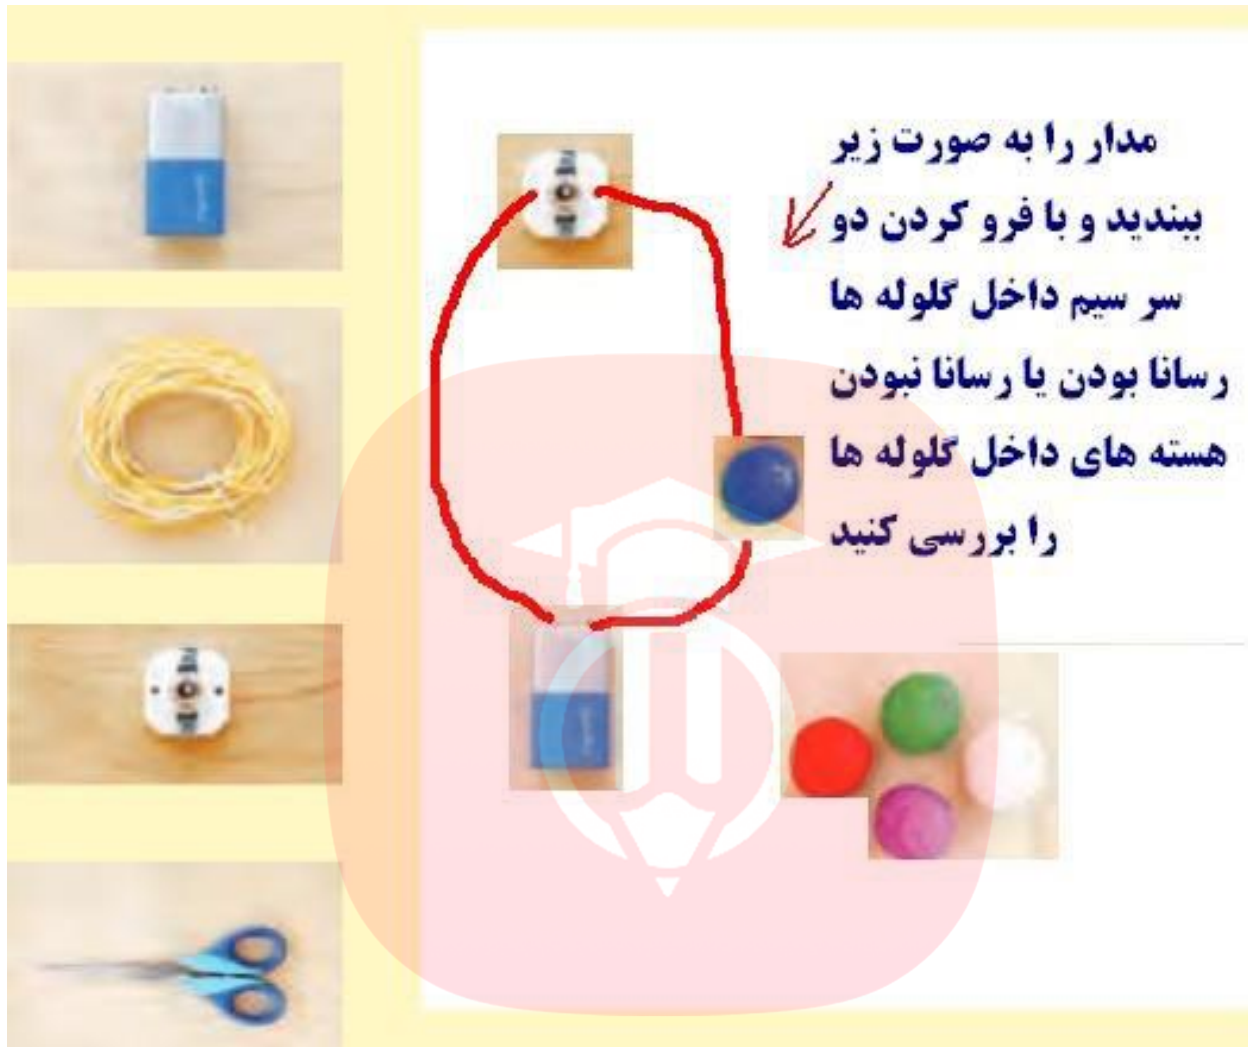 مدار را به صورت زیر
ببندید و با فرو کردن دو
سر سیم داخل گلوله ها
رسانا بودن یا رسانا نبودن
هسته های داخل گلوله ها
را بررسی کنید